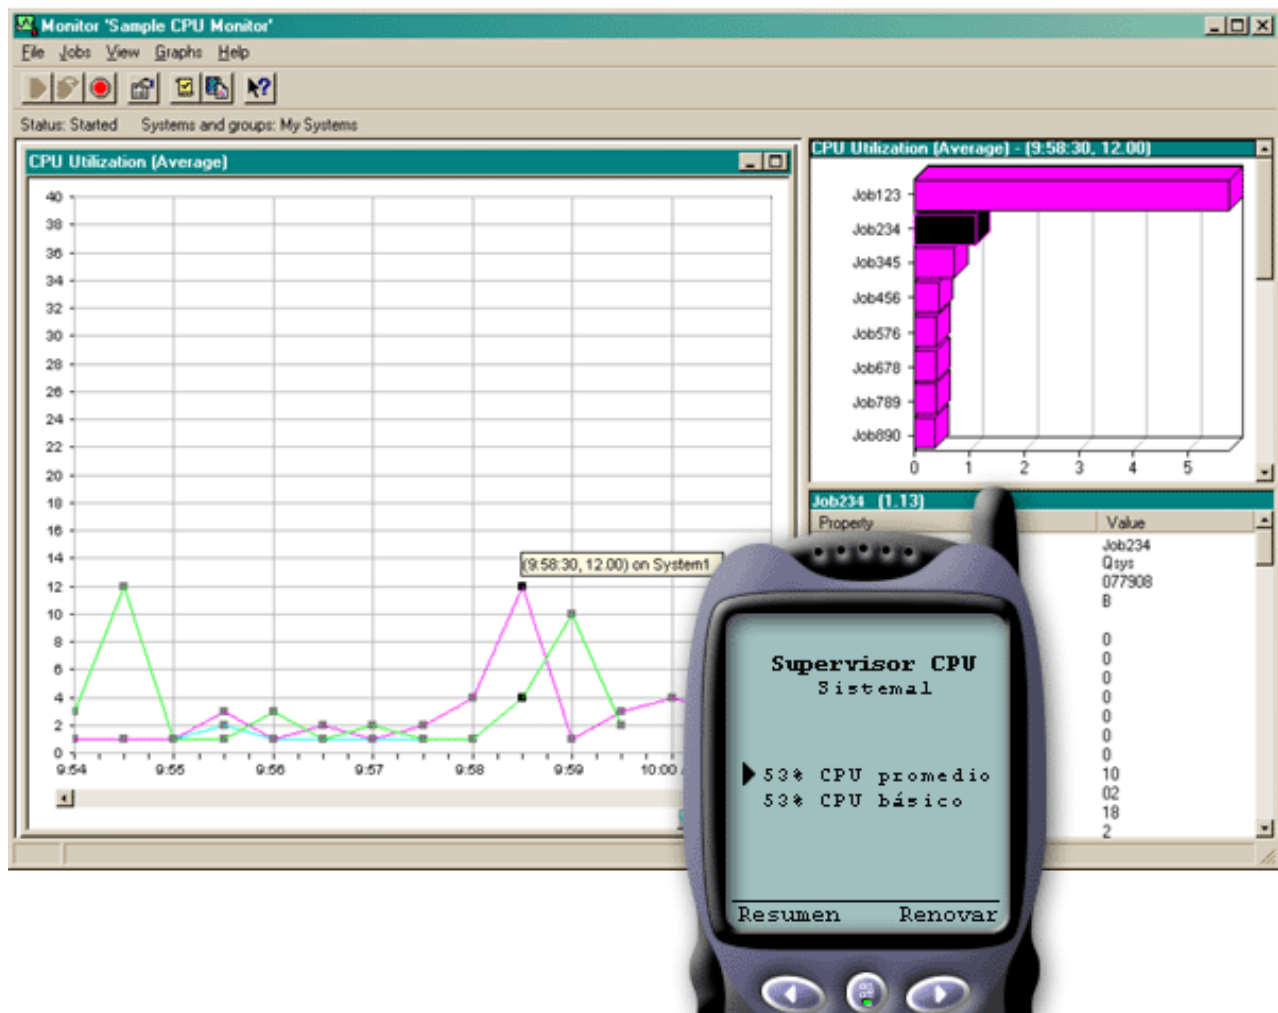 Monitor 'Sample CPU Monitor'
File Jobs View Graphs Help
Status: Started Systems and groups: My Systems
CPU Utilization (Average)
40
38
36
34
32
30
28
26
24
22
20
18
16
14
12
10
8
6
4
2
0
9:54 9:55 9:56 9:57 9:58 9:59 10:00
(9:58:30, 12.00) on System1
CPU Utilization (Average) - (9:58:30, 12.00)
Job123
Job234
Job345
Job456
Job576
Job678
Job789
Job890
0 1 2 3 4 5
Job234 (1.13)
Property Value
Job234
Qsys
077908
B
0
0
0
0
0
0
0
10
02
18
2
Supervisor CPU
Sistema1
53% CPU promedio
53% CPU básico
Resumen Renovar